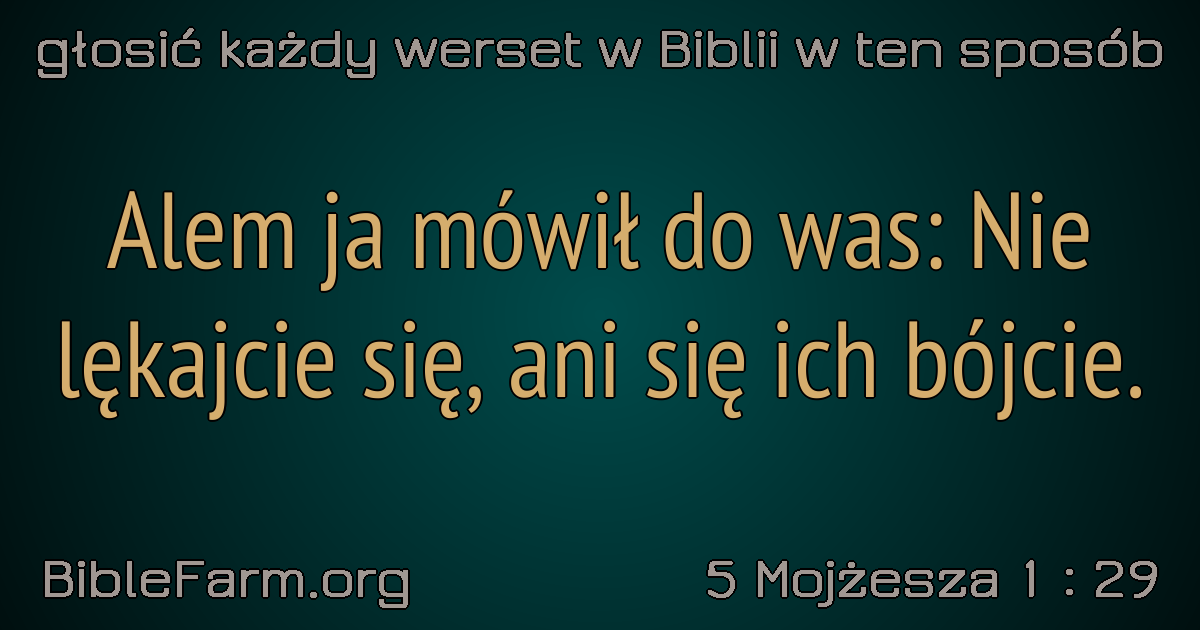 głosić każdy werset w Biblii w ten sposób
Alem ja mówił do was: Nie
lękajcie się, ani się ich bójcie.
BibleFarm.org
5 Mojżesza 1 : 29